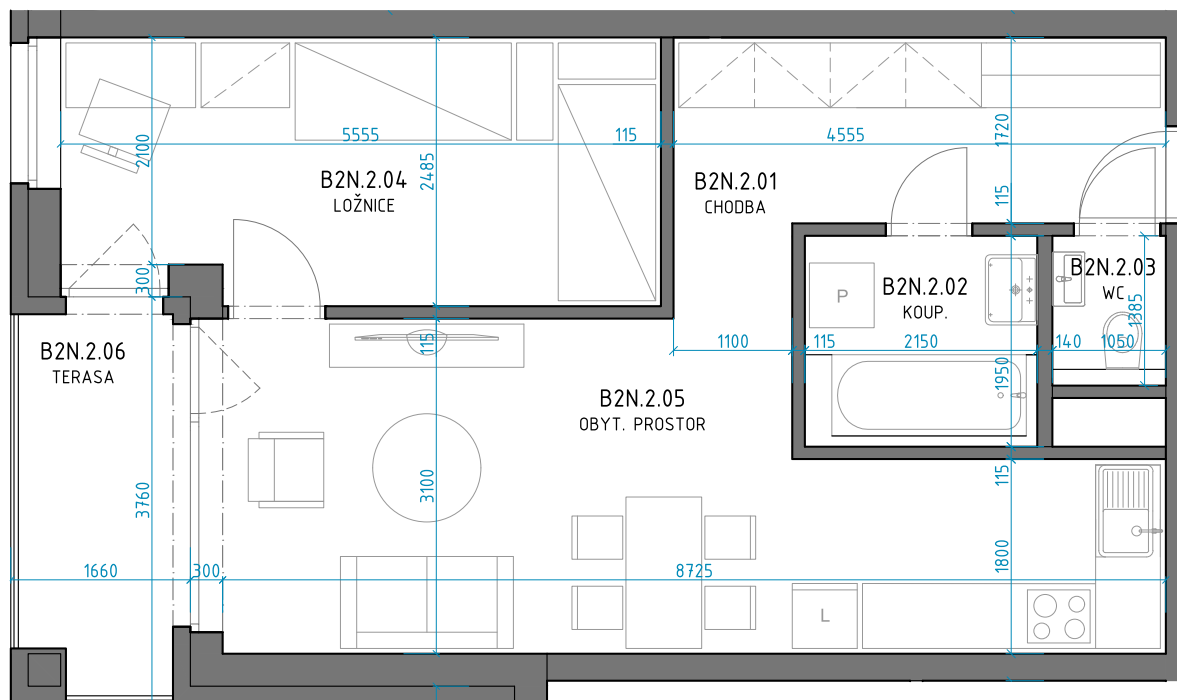 5555
115
4555
2100
2485
1720
B2N.2.04
LOŽNICE
B2N.2.01
CHODBA
115
300
B2N.2.02
KOUP.
P
B2N.2.03
WC
1385
B2N.2.06
TERASA
115
1100
115
2150
140
1050
1950
B2N.2.05
OBYT. PROSTOR
3760
3100
115
1660
300
8725
1800
L